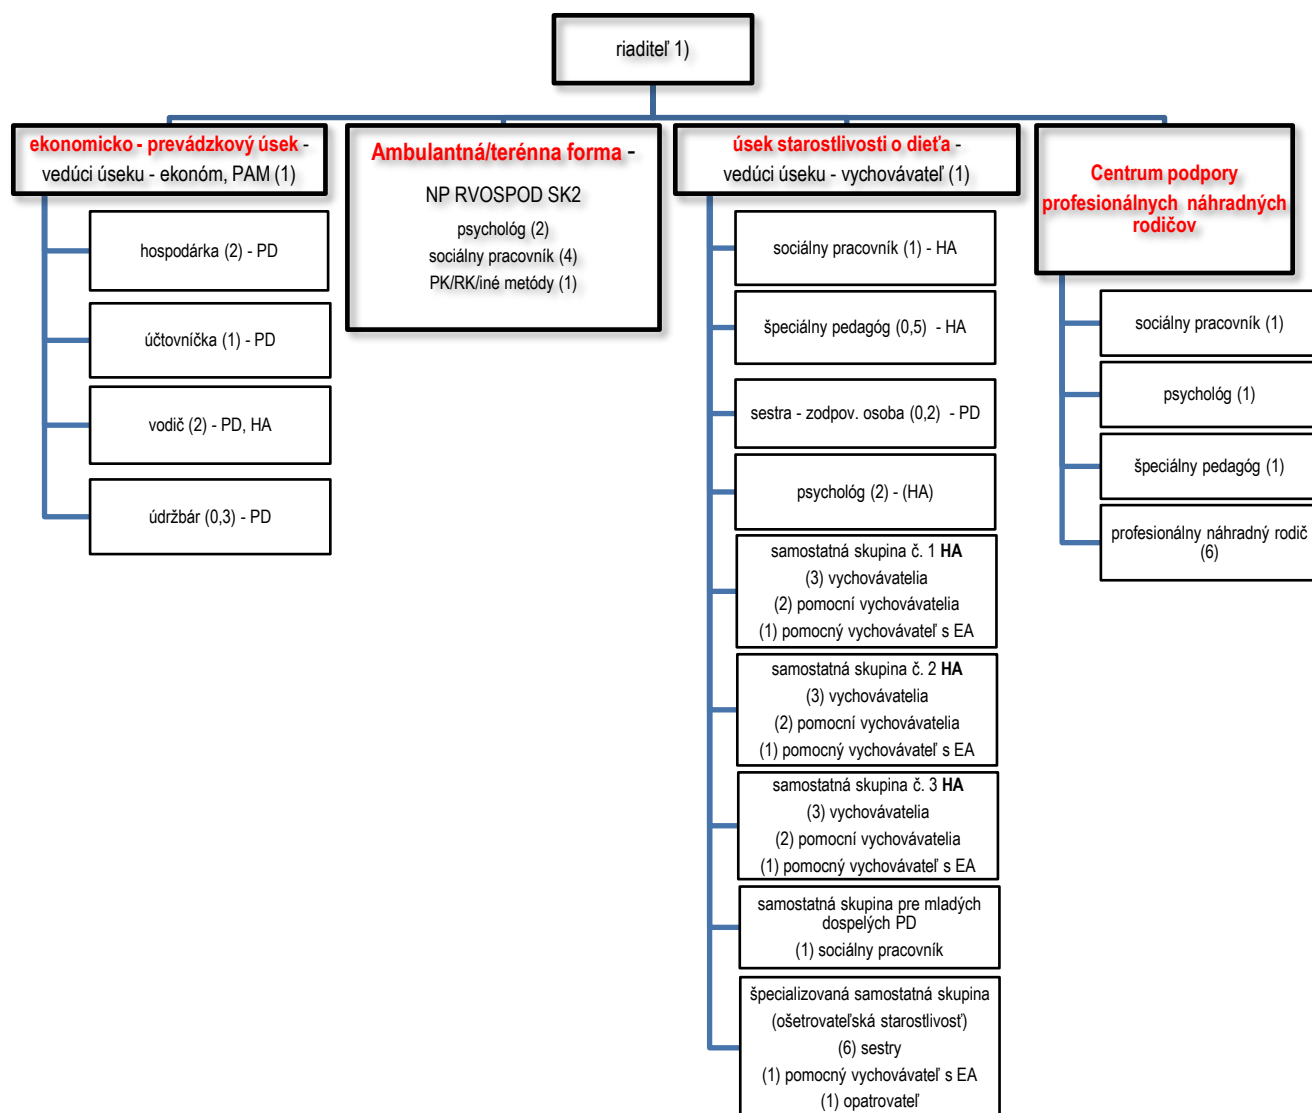 riaditeľ 1)
ekonomicko - prevádzkový úsek -
vedúci úseku - ekonóm, PAM (1)
hospodárka (2) - PD
účtovníčka (1) - PD
vodič (2) - PD, HA
údržbár (0,3) - PD
Ambulantná/terénna forma -
NP RVOSPOD SK2
psychológ (2)
sociálny pracovník (4)
PK/RK/iné metódy (1)
úsek starostlivosti o dieťa -
vedúci úseku - vychovávateľ (1)
sociálny pracovník (1) - HA
špeciálny pedagóg (0,5) - HA
sestra - zodpov. osoba (0,2) - PD
psychológ (2) - (HA)
samostatná skupina č. 1 HA
(3) vychovávatelia
(2) pomocní vychovávatelia
(1) pomocný vychovávateľ s EA
samostatná skupina č. 2 HA
(3) vychovávatelia
(2) pomocní vychovávatelia
(1) pomocný vychovávateľ s EA
samostatná skupina č. 3 HA
(3) vychovávatelia
(2) pomocní vychovávatelia
(1) pomocný vychovávateľ s EA
samostatná skupina pre mladých
dospelých PD
(1) sociálny pracovník
špecializovaná samostatná skupina
(ošetrovateľská starostlivosť)
(6) sestry
(1) pomocný vychovávateľ s EA
(1) opatrovateľ
Centrum podpory
profesionálnych náhradných
rodičov
sociálny pracovník (1)
psychológ (1)
špeciálny pedagóg (1)
profesionálny náhradný rodič
(6)